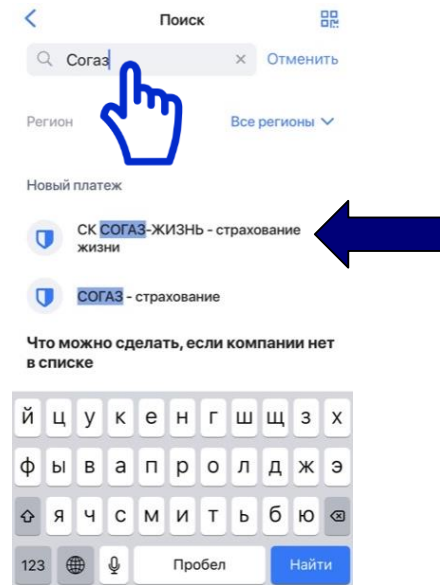 Поиск
Согаз
Отменить
Регион
Все регионы
Новый платеж
СК СОГАЗ-ЖИЗНЬ - страхование
жизни
СОГАЗ - страхование
Что можно сделать, если компании нет
в списке
й ц у к е н г ш щ з х
ф ы в а п р о л д ж э
я ч с м и т ь б ю
123 Пробел Найти